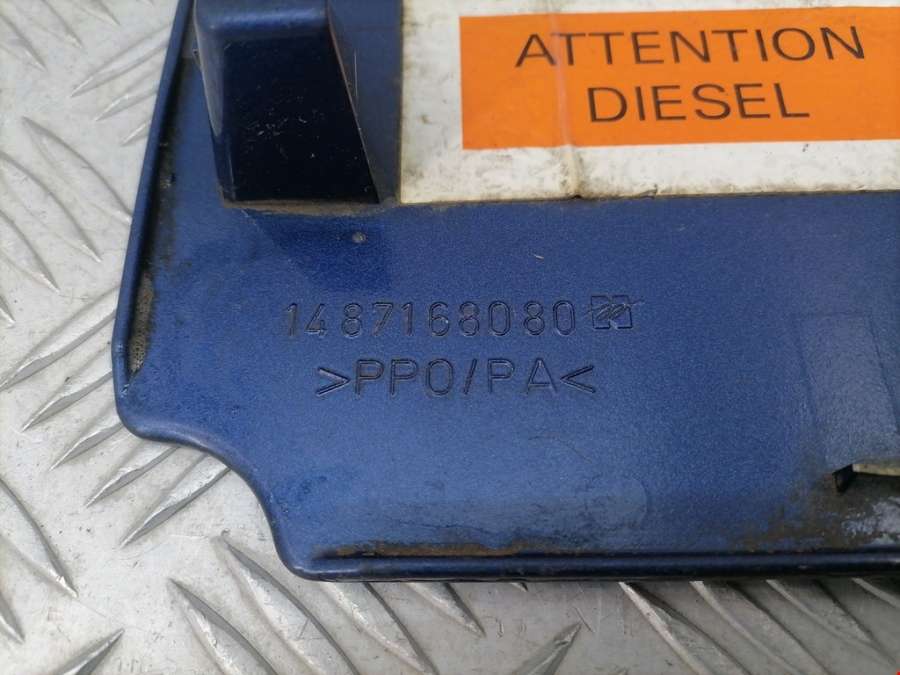 ATTENTION
DIESEL
1487168080
>PPO/PA<